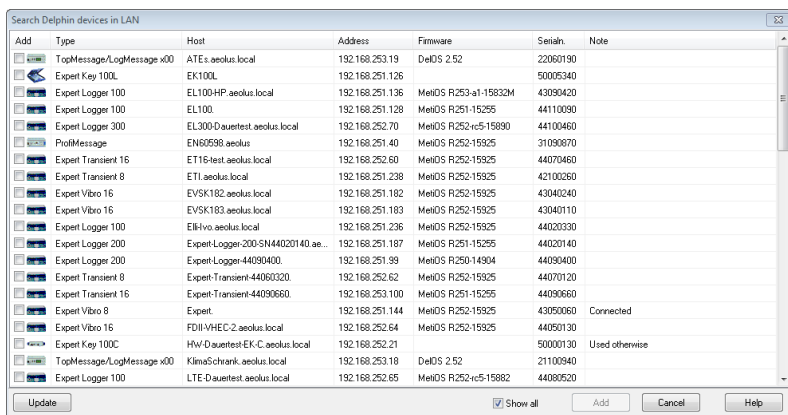 Search Delphin devices in LAN
Add Type Host Address Firmware Serialn. Note
TopMessage/LogMessage x00 ATEs.aeolus.local 192.168.253.19 DelOS 2.52 22060190
Expert Key 100L EK100L 192.168.251.126 50005340
Expert Logger 100 EL100-HP.aeolus.local 192.168.251.136 MetiOS R253-a1-15832M 43090420
Expert Logger 100 EL100. 192.168.251.128 MetiOS R251-15255 44110090
Expert Logger 300 EL300-Dauertest.aeolus.local 192.168.252.70 MetiOS R252-rc5-15890 44100460
ProfiMessage EN60598.aeolus 192.168.251.40 MetiOS R252-15925 31090870
Expert Transient 16 ET16-test.aeolus.local 192.168.252.60 MetiOS R252-15925 44070460
Expert Transient 8 ETI.aeolus.local 192.168.251.238 MetiOS R252-15925 42100260
Expert Vibro 16 EVSK182.aeolus.local 192.168.251.182 MetiOS R252-15925 43040240
Expert Vibro 16 EVSK183.aeolus.local 192.168.251.183 MetiOS R252-15925 43040110
Expert Logger 100 Elli-Ivo.aeolus.local 192.168.251.236 MetiOS R252-15925 44020330
Expert Logger 200 Expert-Logger-200-SN44020140.ae... 192.168.251.187 MetiOS R251-15255 44020140
Expert Logger 200 Expert-Logger-44090400. 192.168.251.99 MetiOS R250-14904 44090400
Expert Transient 8 Expert-Transient-44060320. 192.168.252.62 MetiOS R252-15925 44070120
Expert Transient 16 Expert-Transient-44090660. 192.168.253.100 MetiOS R251-15255 44090660
Expert Vibro 8 Expert. 192.168.251.144 MetiOS R252-15925 43050060 Connected
Expert Vibro 16 FDII-VHEC-2.aeolus.local 192.168.252.64 MetiOS R252-15925 44050130
Expert Key 100C HW-Dauertest-EK-C.aeolus.local 192.168.252.21 50000130 Used otherwise
TopMessage/LogMessage x00 KlimaSchrank.aeolus.local 192.168.253.18 DelOS 2.52 21100940
Expert Logger 100 LTE-Dauertest.aeolus.local 192.168.252.65 MetiOS R252-rc5-15882 44080520
Update Show all Add Cancel Help